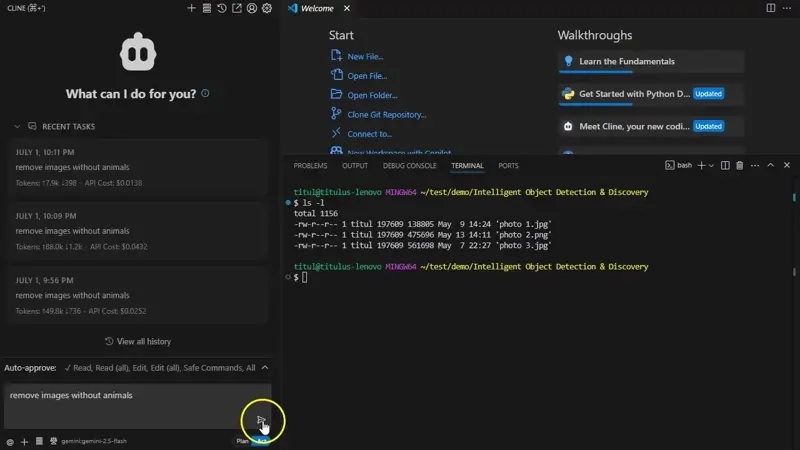 CLINE (⌘+')
What can I do for you?
RECENT TASKS
JULY 1, 10:11 PM
remove images without animals
Tokens: ↑7.9k ↓398 · API Cost: $0.0138
JULY 1, 10:09 PM
remove images without animals
Tokens: ↑88.0k ↓1.2k · API Cost: $0.0432
JULY 1, 9:56 PM
remove images without animals
Tokens: ↑49.8k ↓736 · API Cost: $0.0252
View all history
Auto-approve: ✓ Read, Read (all), Edit, Edit (all), Safe Commands, All
remove images without animals
@ gemini:gemini-2.5-flash
Plan Act
Welcome
Start
New File...
Open File...
Open Folder...
Clone Git Repository...
Connect to...
New Workspace with Copilot
Walkthroughs
Learn the Fundamentals
Get Started with Python D... Updated
Meet Cline, your new codi... Updated
PROBLEMS OUTPUT DEBUG CONSOLE TERMINAL PORTS
bash
titul@titulus-lenovo MINGW64 ~/test/demo/Intelligent Object Detection & Discovery
$ ls -l
total 1156
-rw-r--r-- 1 titul 197609 138805 May 9 14:24 'photo 1.jpg'
-rw-r--r-- 1 titul 197609 475696 May 13 14:11 'photo 2.png'
-rw-r--r-- 1 titul 197609 561698 May 7 22:27 'photo 3.jpg'
titul@titulus-lenovo MINGW64 ~/test/demo/Intelligent Object Detection & Discovery
$